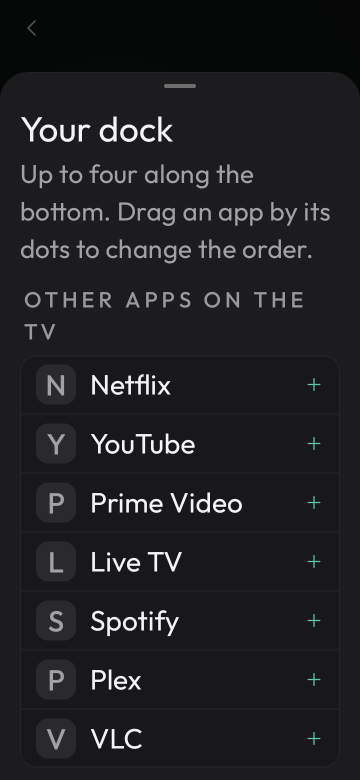 Your dock
Up to four along the
bottom. Drag an app by its
dots to change the order.
OTHER APPS ON THE
TV
N Netflix +
Y YouTube +
P Prime Video +
L Live TV +
S Spotify +
P Plex +
V VLC +